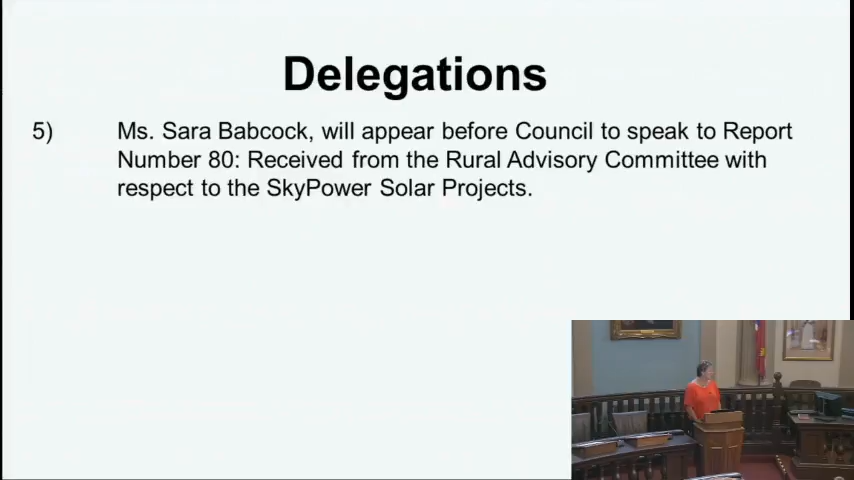 Delegations
5) Ms. Sara Babcock, will appear before Council to speak to Report
Number 80: Received from the Rural Advisory Committee with
respect to the SkyPower Solar Projects.